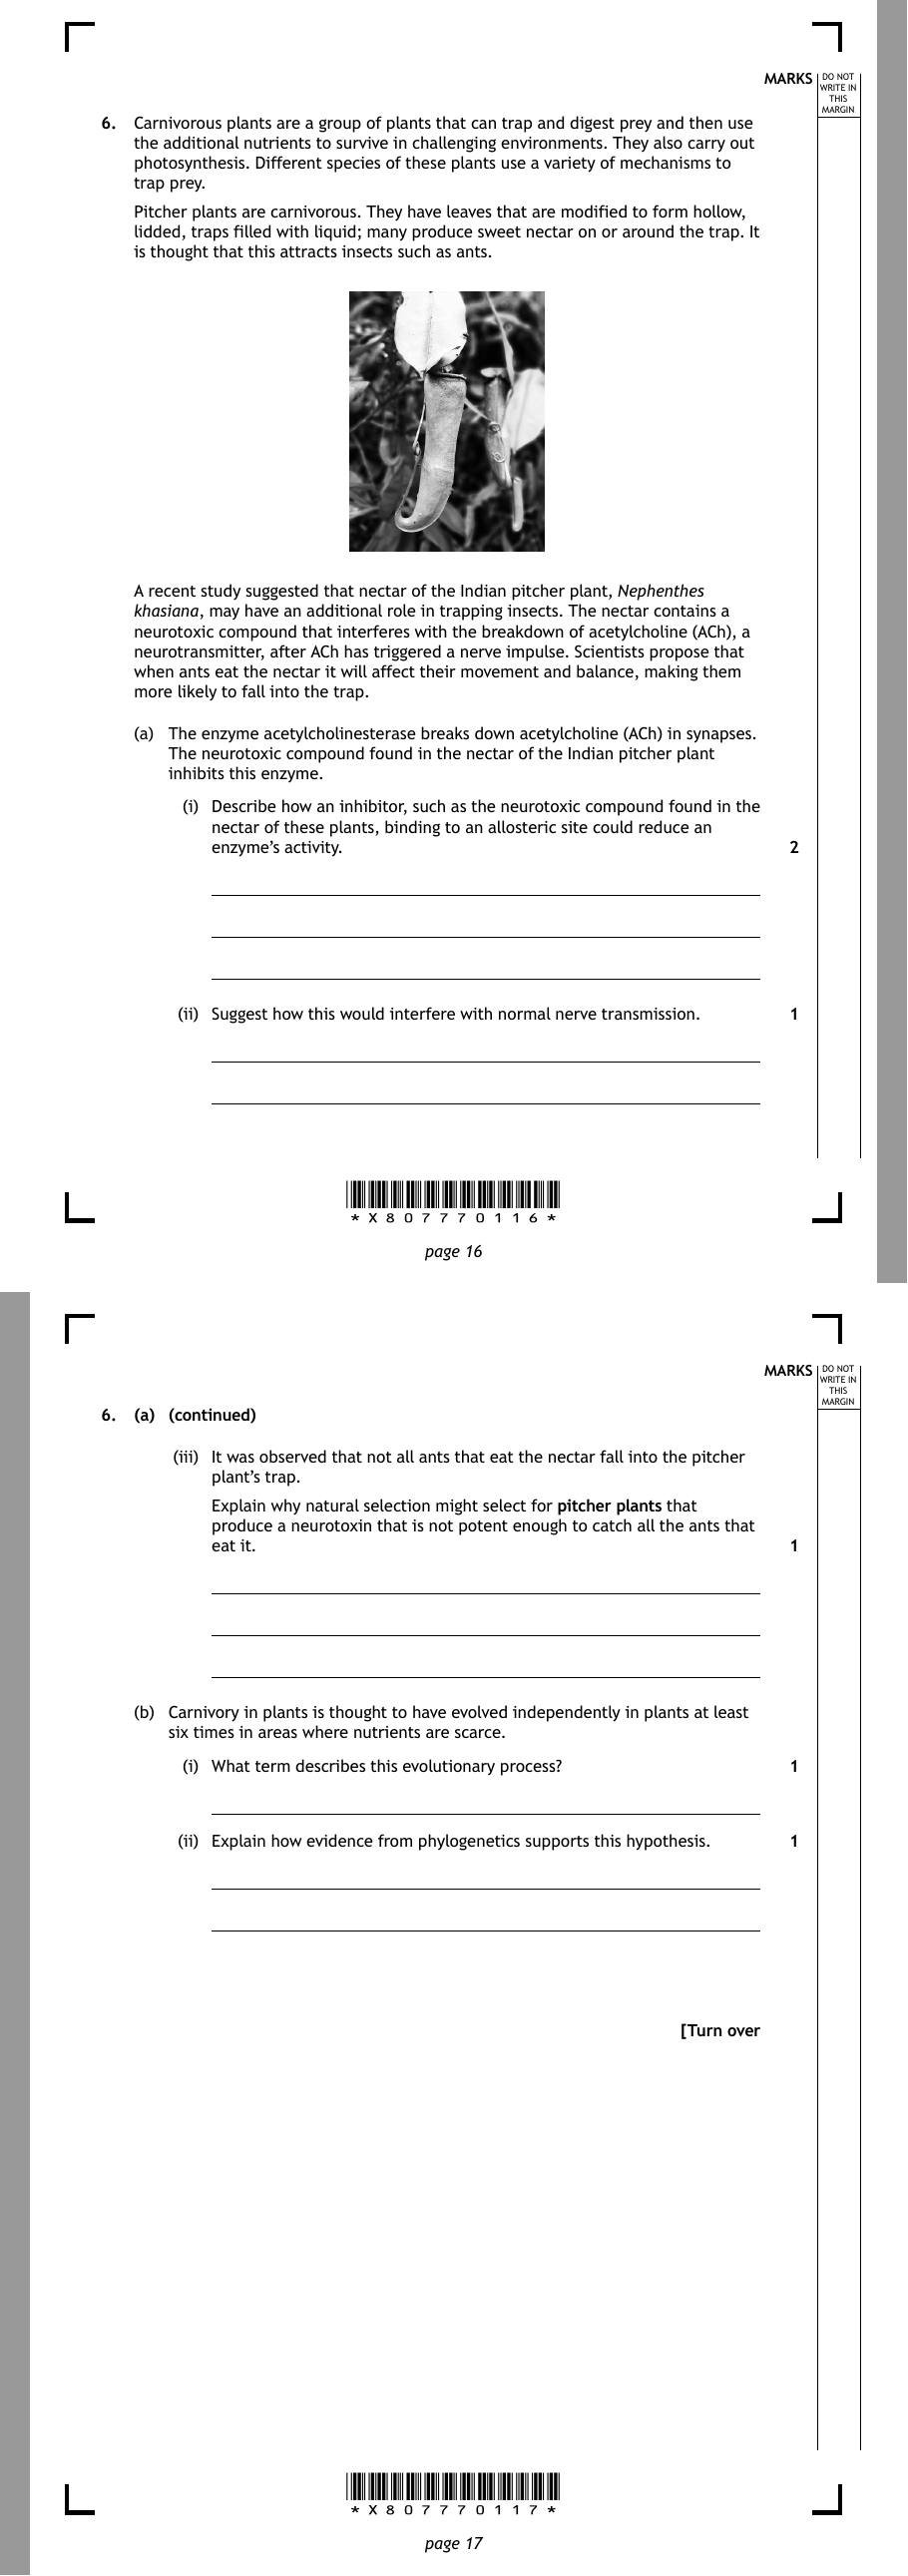 MARKS
DO NOT
WRITE IN
THIS
MARGIN
6. Carnivorous plants are a group of plants that can trap and digest prey and then use
the additional nutrients to survive in challenging environments. They also carry out
photosynthesis. Different species of these plants use a variety of mechanisms to
trap prey.
Pitcher plants are carnivorous. They have leaves that are modified to form hollow,
lidded, traps filled with liquid; many produce sweet nectar on or around the trap. It
is thought that this attracts insects such as ants.
A recent study suggested that nectar of the Indian pitcher plant, Nephenthes
khasiana, may have an additional role in trapping insects. The nectar contains a
neurotoxic compound that interferes with the breakdown of acetylcholine (ACh), a
neurotransmitter, after ACh has triggered a nerve impulse. Scientists propose that
when ants eat the nectar it will affect their movement and balance, making them
more likely to fall into the trap.
(a) The enzyme acetylcholinesterase breaks down acetylcholine (ACh) in synapses.
The neurotoxic compound found in the nectar of the Indian pitcher plant
inhibits this enzyme.
(i) Describe how an inhibitor, such as the neurotoxic compound found in the
nectar of these plants, binding to an allosteric site could reduce an
enzyme's activity. 2
(ii) Suggest how this would interfere with normal nerve transmission. 1
* X 8 0 7 7 7 0 1 1 6 *
page 16
MARKS
DO NOT
WRITE IN
THIS
MARGIN
6. (a) (continued)
(iii) It was observed that not all ants that eat the nectar fall into the pitcher
plant's trap.
Explain why natural selection might select for pitcher plants that
produce a neurotoxin that is not potent enough to catch all the ants that
eat it. 1
(b) Carnivory in plants is thought to have evolved independently in plants at least
six times in areas where nutrients are scarce.
(i) What term describes this evolutionary process? 1
(ii) Explain how evidence from phylogenetics supports this hypothesis. 1
[Turn over
* X 8 0 7 7 7 0 1 1 7 *
page 17